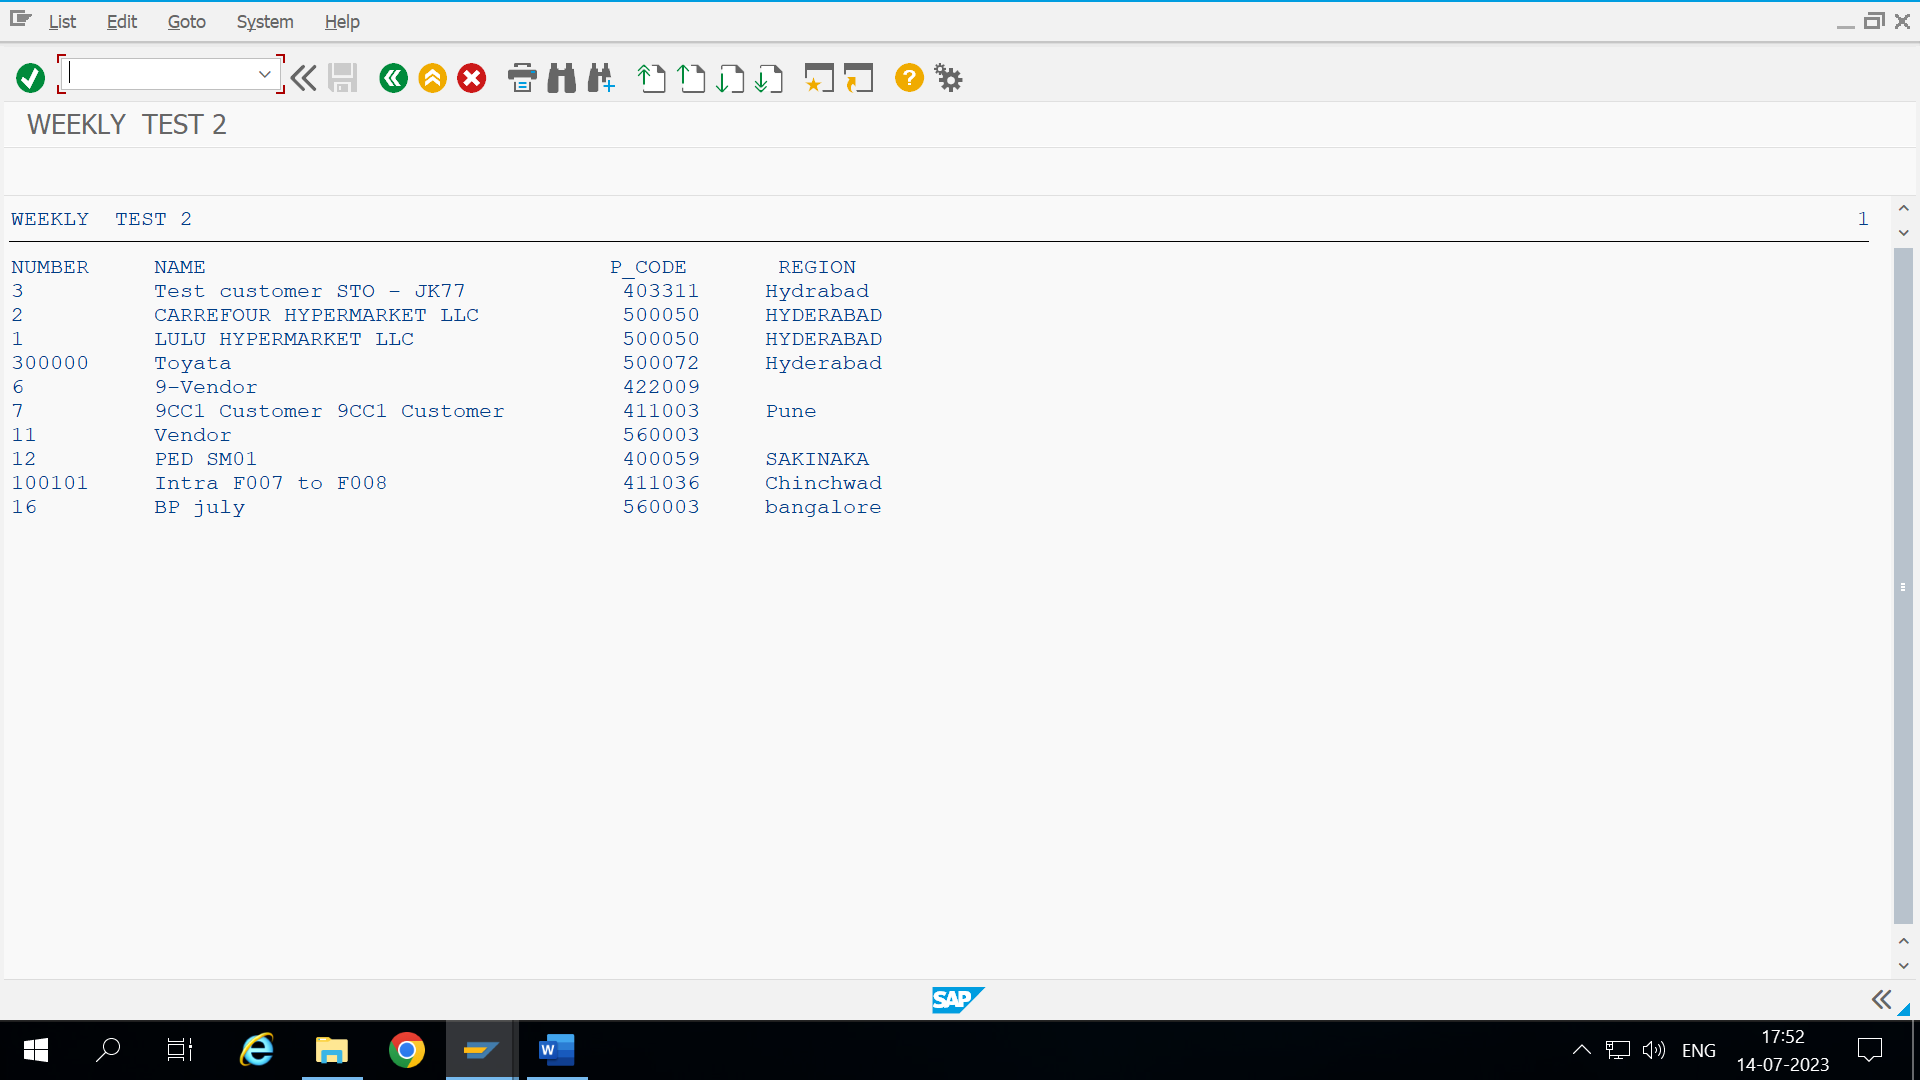 List Edit Goto System Help
WEEKLY TEST 2
WEEKLY TEST 2 1
NUMBER NAME P_CODE REGION
3 Test customer STO - JK77 403311 Hydrabad
2 CARREFOUR HYPERMARKET LLC 500050 HYDERABAD
1 LULU HYPERMARKET LLC 500050 HYDERABAD
300000 Toyata 500072 Hyderabad
6 9-Vendor 422009
7 9CC1 Customer 9CC1 Customer 411003 Pune
11 Vendor 560003
12 PED SM01 400059 SAKINAKA
100101 Intra F007 to F008 411036 Chinchwad
16 BP july 560003 bangalore
SAP
ENG 17:52
14-07-2023